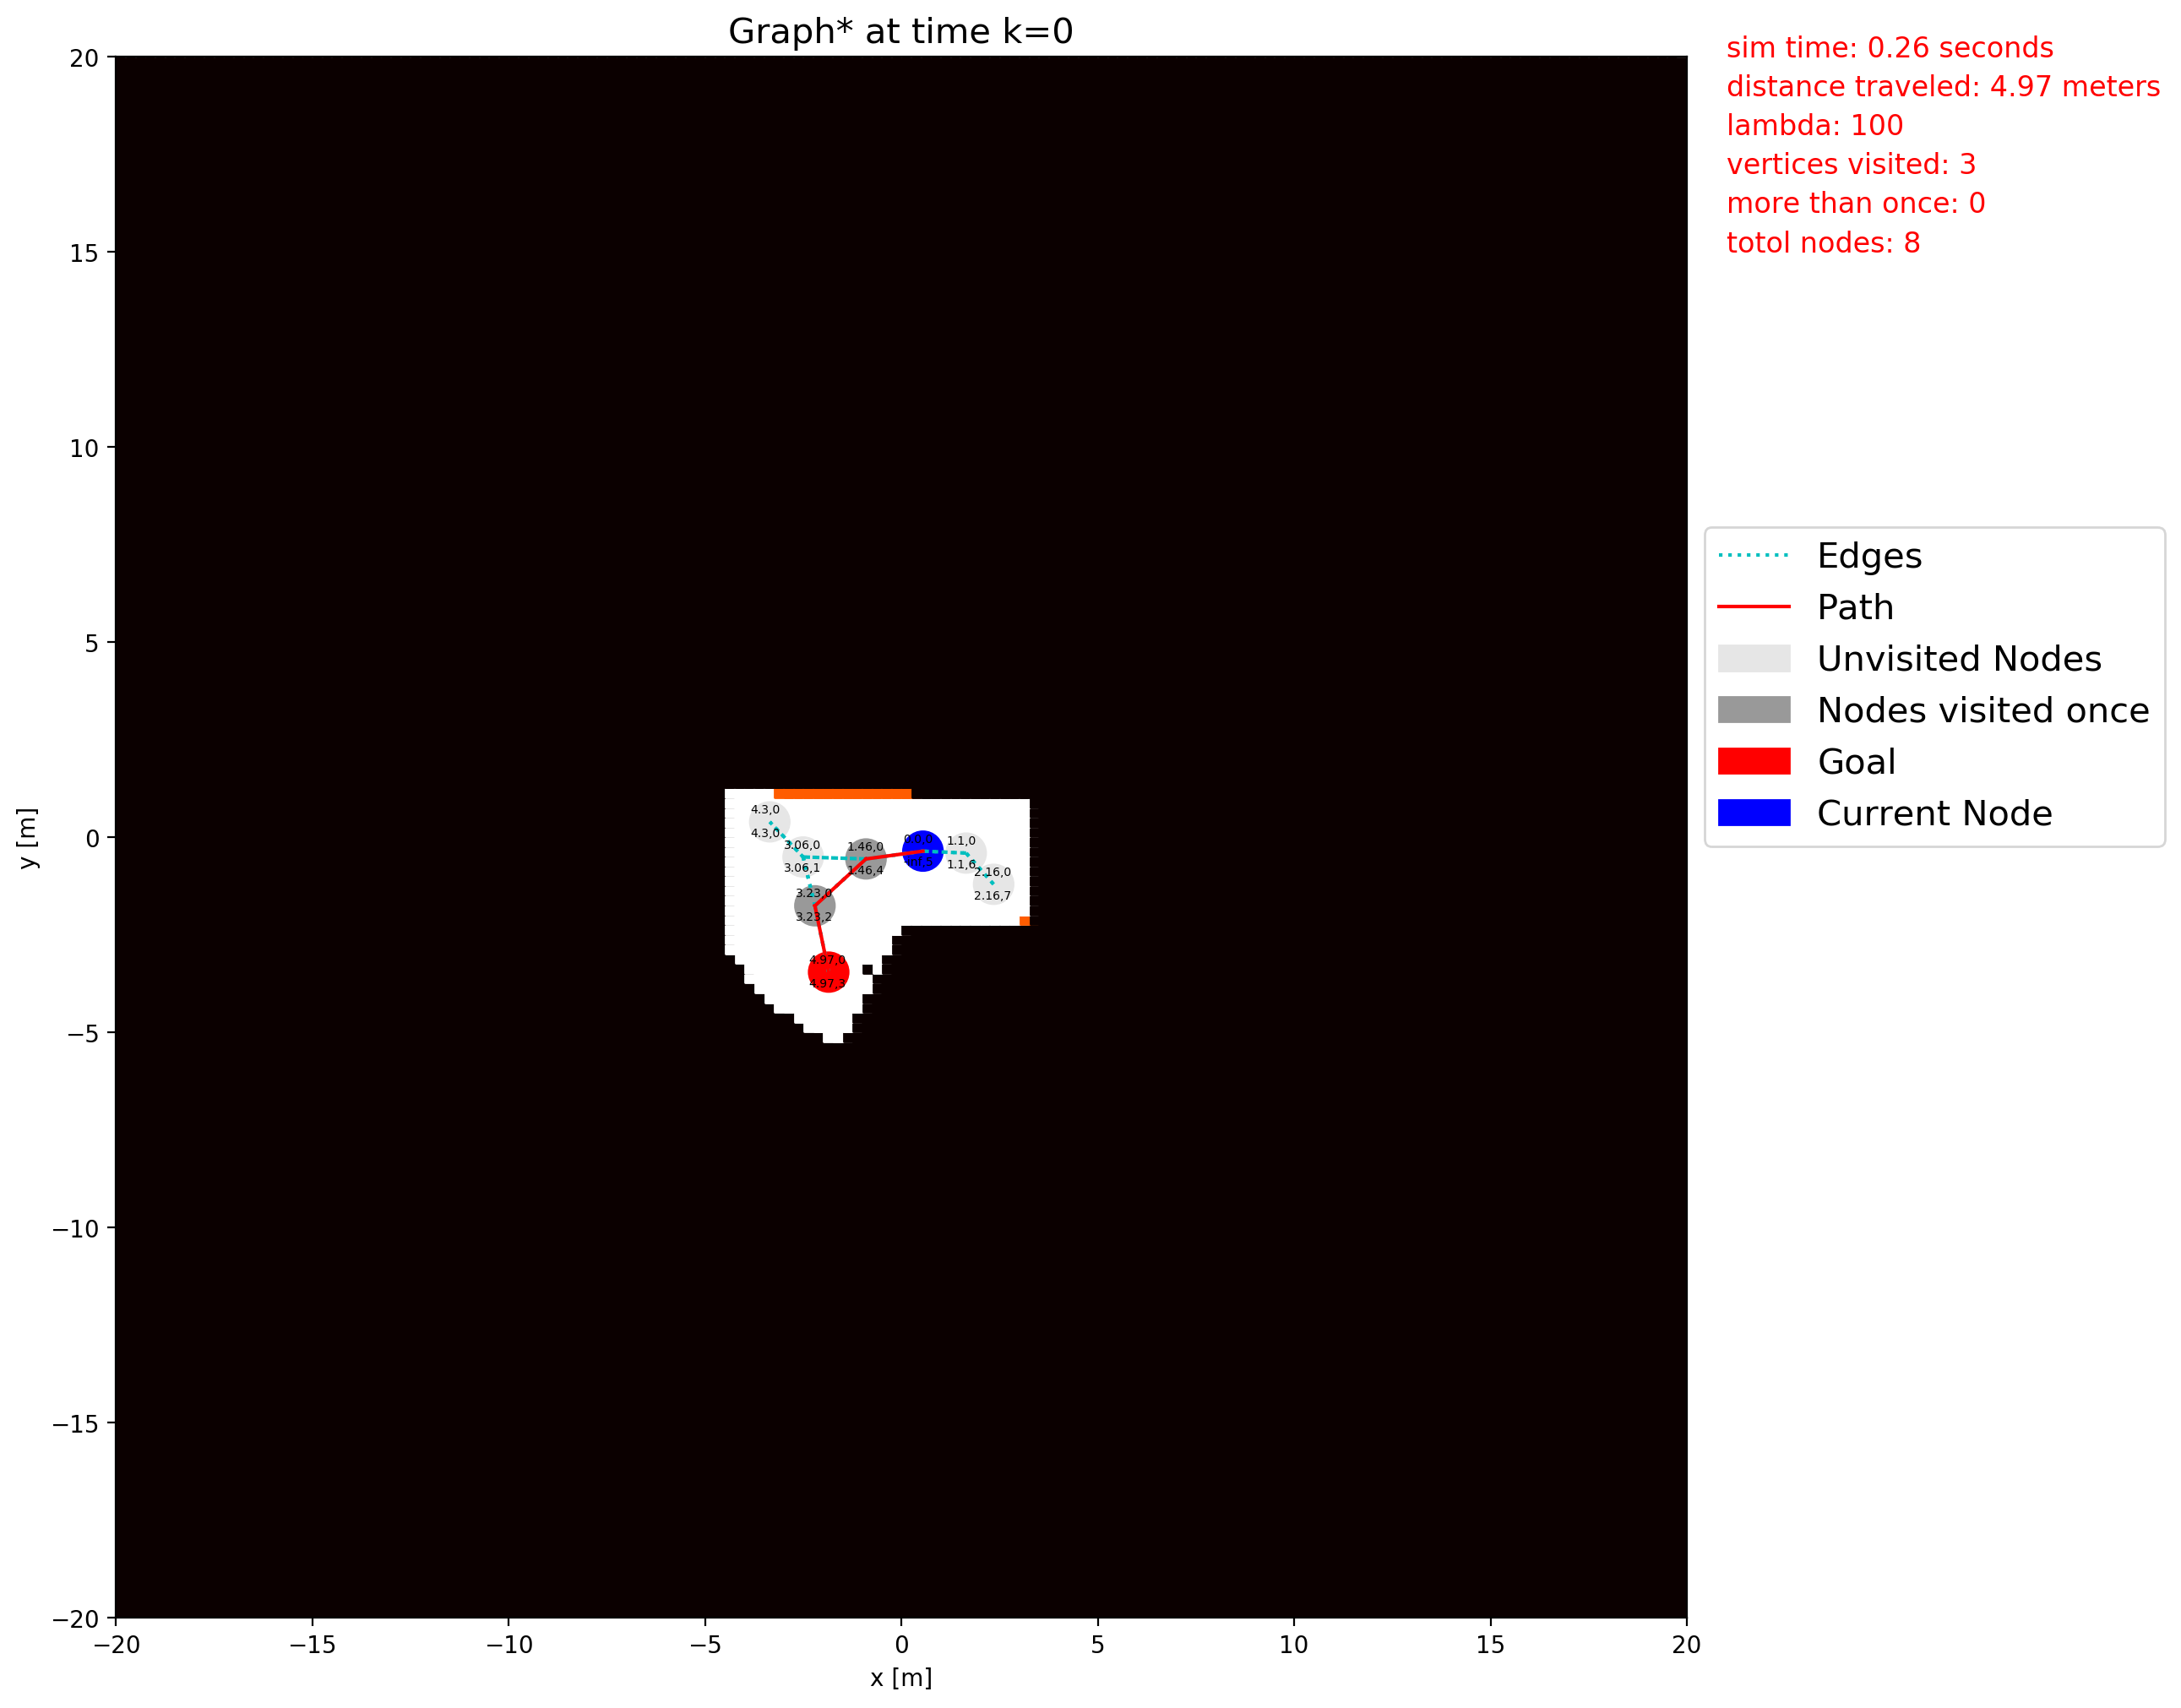 Graph* at time k=0
sim time: 0.26 seconds
distance traveled: 4.97 meters
lambda: 100
vertices visited: 3
more than once: 0
totol nodes: 8
20
15
10
5
0
−5
−10
−15
−20
y [m]
4.3,0
4.3,0
3.06,0
3.06,1
1.46,0
1.46,4
0.0,0
1.1,0
1.1,6
2.16,0
2.16,7
3.23,0
3.23,2
4.97,0
4.97,3
Edges
Path
Unvisited Nodes
Nodes visited once
Goal
Current Node
−20
−15
−10
−5
0
5
10
15
20
x [m]